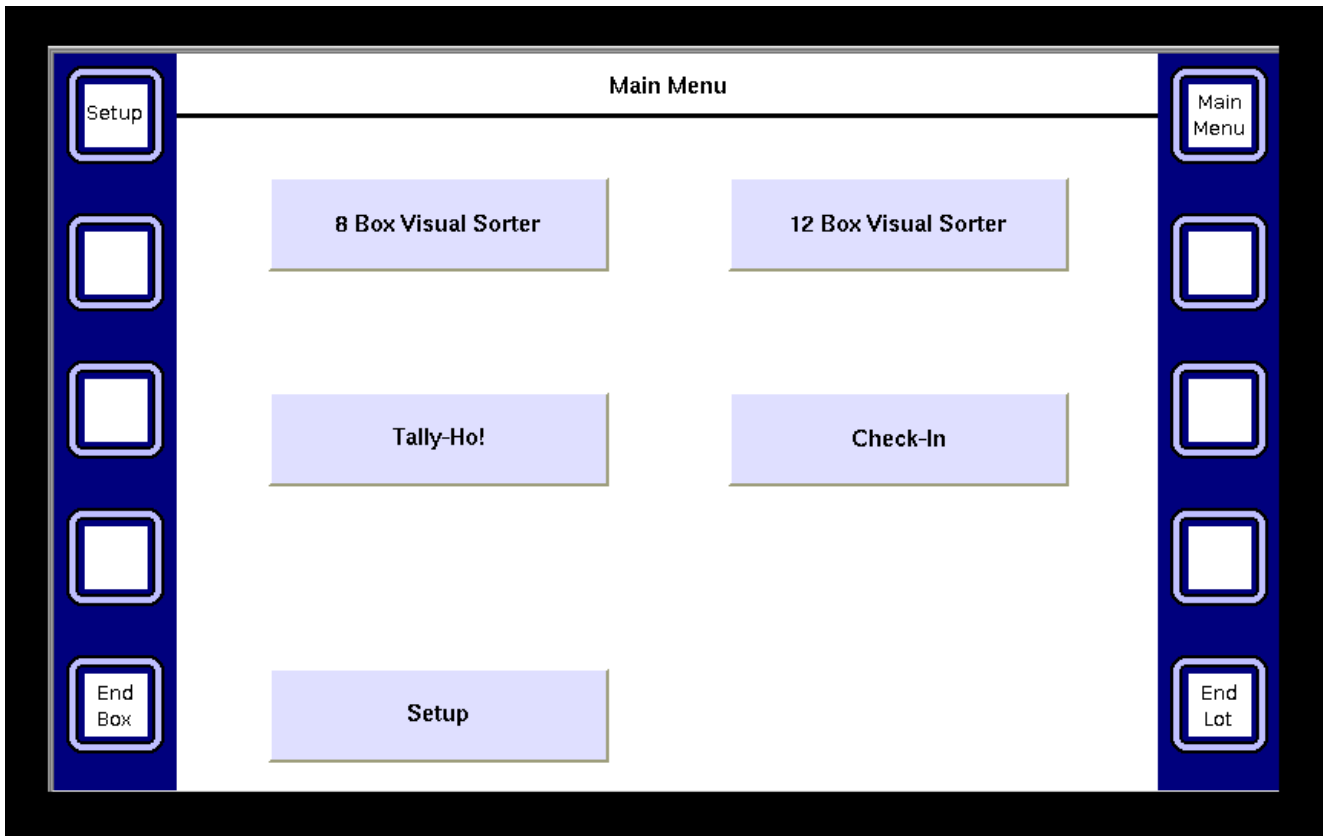 Main Menu
Setup
Main
Menu
8 Box Visual Sorter
12 Box Visual Sorter
Tally-Ho!
Check-In
End
Box
Setup
End
Lot